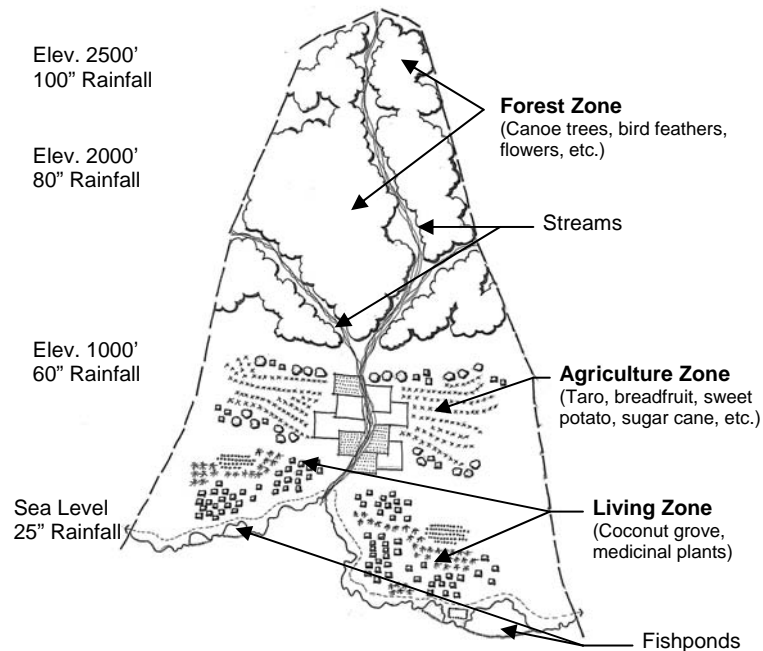 Elev. 2500’
100” Rainfall
Forest Zone
(Canoe trees, bird feathers,
flowers, etc.)
Elev. 2000’
80” Rainfall
Streams
Elev. 1000’
60” Rainfall
Agriculture Zone
(Taro, breadfruit, sweet
potato, sugar cane, etc.)
Sea Level
25” Rainfall
Living Zone
(Coconut grove,
medicinal plants)
Fishponds